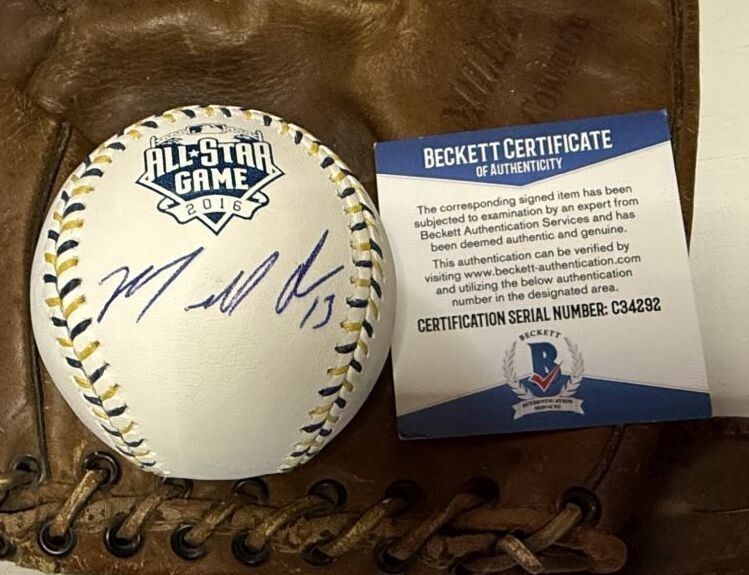 ALL★STAR
GAME
2016
13
BECKETT CERTIFICATE
OF AUTHENTICITY
The corresponding signed item has been
subjected to examination by an expert from
Beckett Authentication Services and has
been deemed authentic and genuine.
This authentication can be verified by
visiting www.beckett-authentication.com
and utilizing the below authentication
number in the designated area.
CERTIFICATION SERIAL NUMBER: C34292
BECKETT
B
AUTHENTICATION
SERVICES